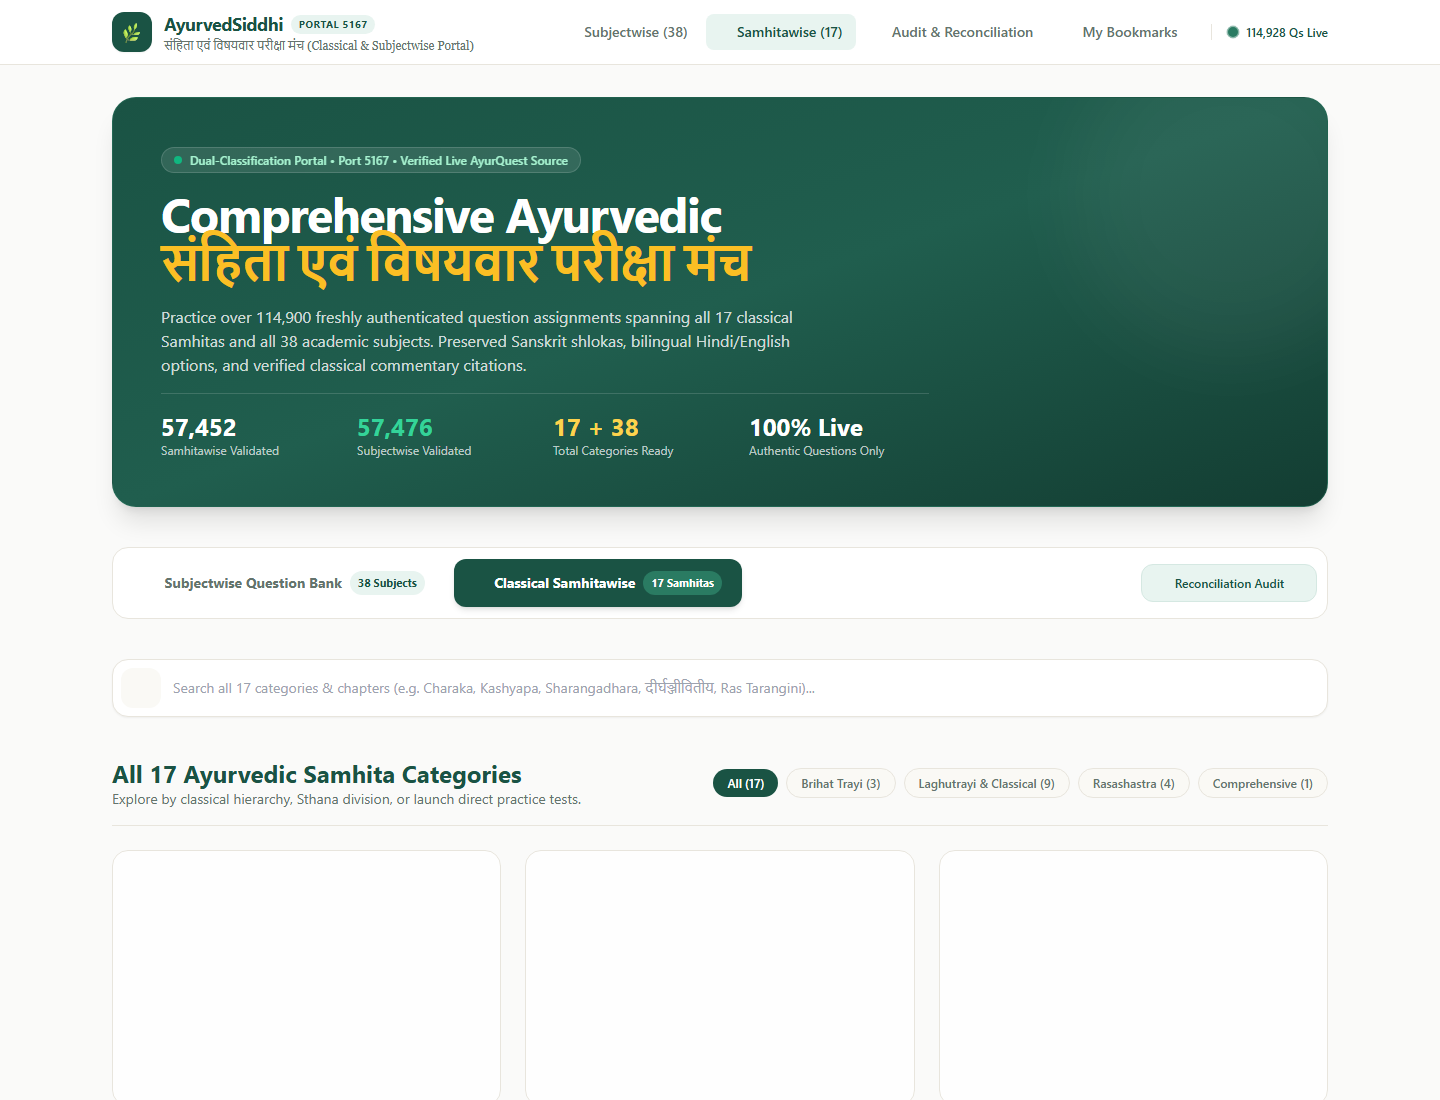 AyurvedSiddhi PORTAL 5167
संहिता एवं विषयवार परीक्षा मंच (Classical & Subjectwise Portal)
Subjectwise (38) Samhitawise (17) Audit & Reconciliation My Bookmarks 114,928 Qs Live
Dual-Classification Portal • Port 5167 • Verified Live AyurQuest Source
Comprehensive Ayurvedic
संहिता एवं विषयवार परीक्षा मंच
Practice over 114,900 freshly authenticated question assignments spanning all 17 classical
Samhitas and all 38 academic subjects. Preserved Sanskrit shlokas, bilingual Hindi/English
options, and verified classical commentary citations.
57,452 57,476 17 + 38 100% Live
Samhitawise Validated Subjectwise Validated Total Categories Ready Authentic Questions Only
Subjectwise Question Bank 38 Subjects Classical Samhitawise 17 Samhitas Reconciliation Audit
Search all 17 categories & chapters (e.g. Charaka, Kashyapa, Sharangadhara, दीर्घञ्जीवितीय, Ras Tarangini)...
All 17 Ayurvedic Samhita Categories
Explore by classical hierarchy, Sthana division, or launch direct practice tests.
All (17) Brihat Trayi (3) Laghutrayi & Classical (9) Rasashastra (4) Comprehensive (1)